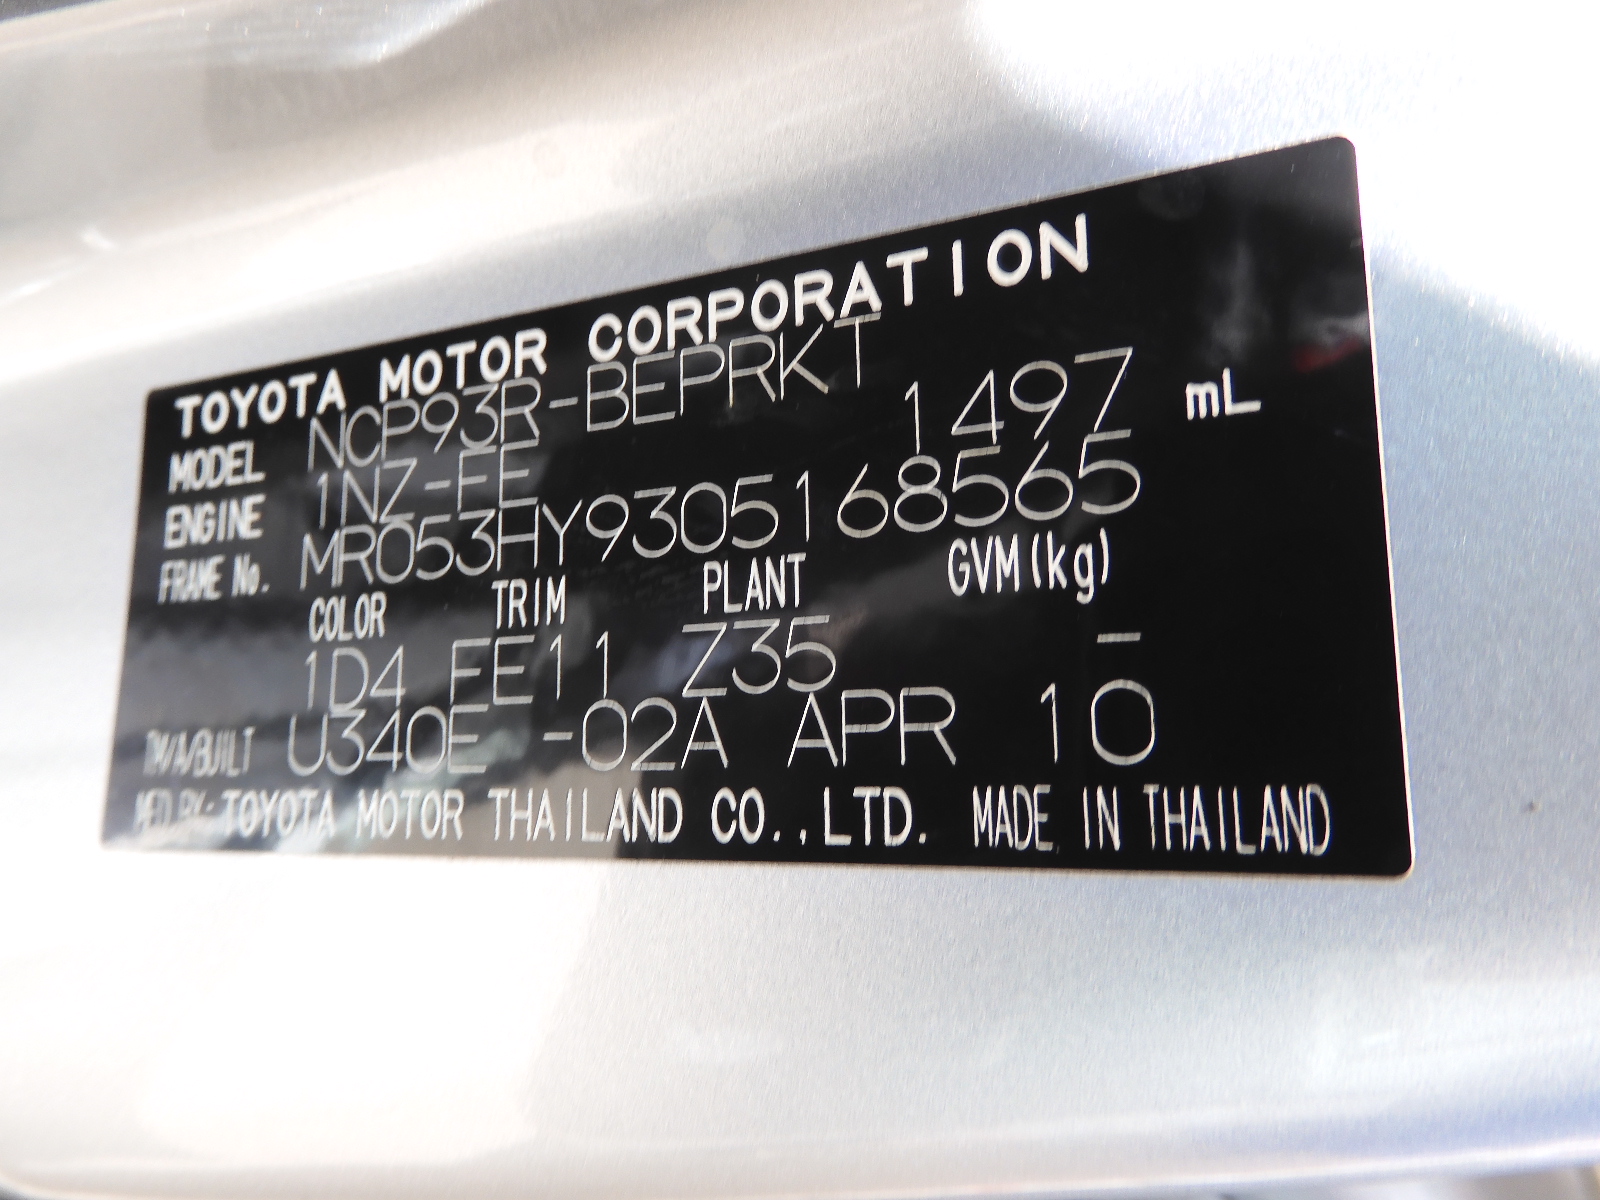 TOYOTA MOTOR CORPORATION
MODEL NCP93R-BEPRKT
ENGINE 1NZ-FE 1497 mL
FRAME No. MR053HY9305168565
COLOR TRIM PLANT GVM(kg)
1D4 FE11 Z35 –
TM/A/BUILT U340E -02A APR 10
MFD.BY: TOYOTA MOTOR THAILAND CO.,LTD. MADE IN THAILAND